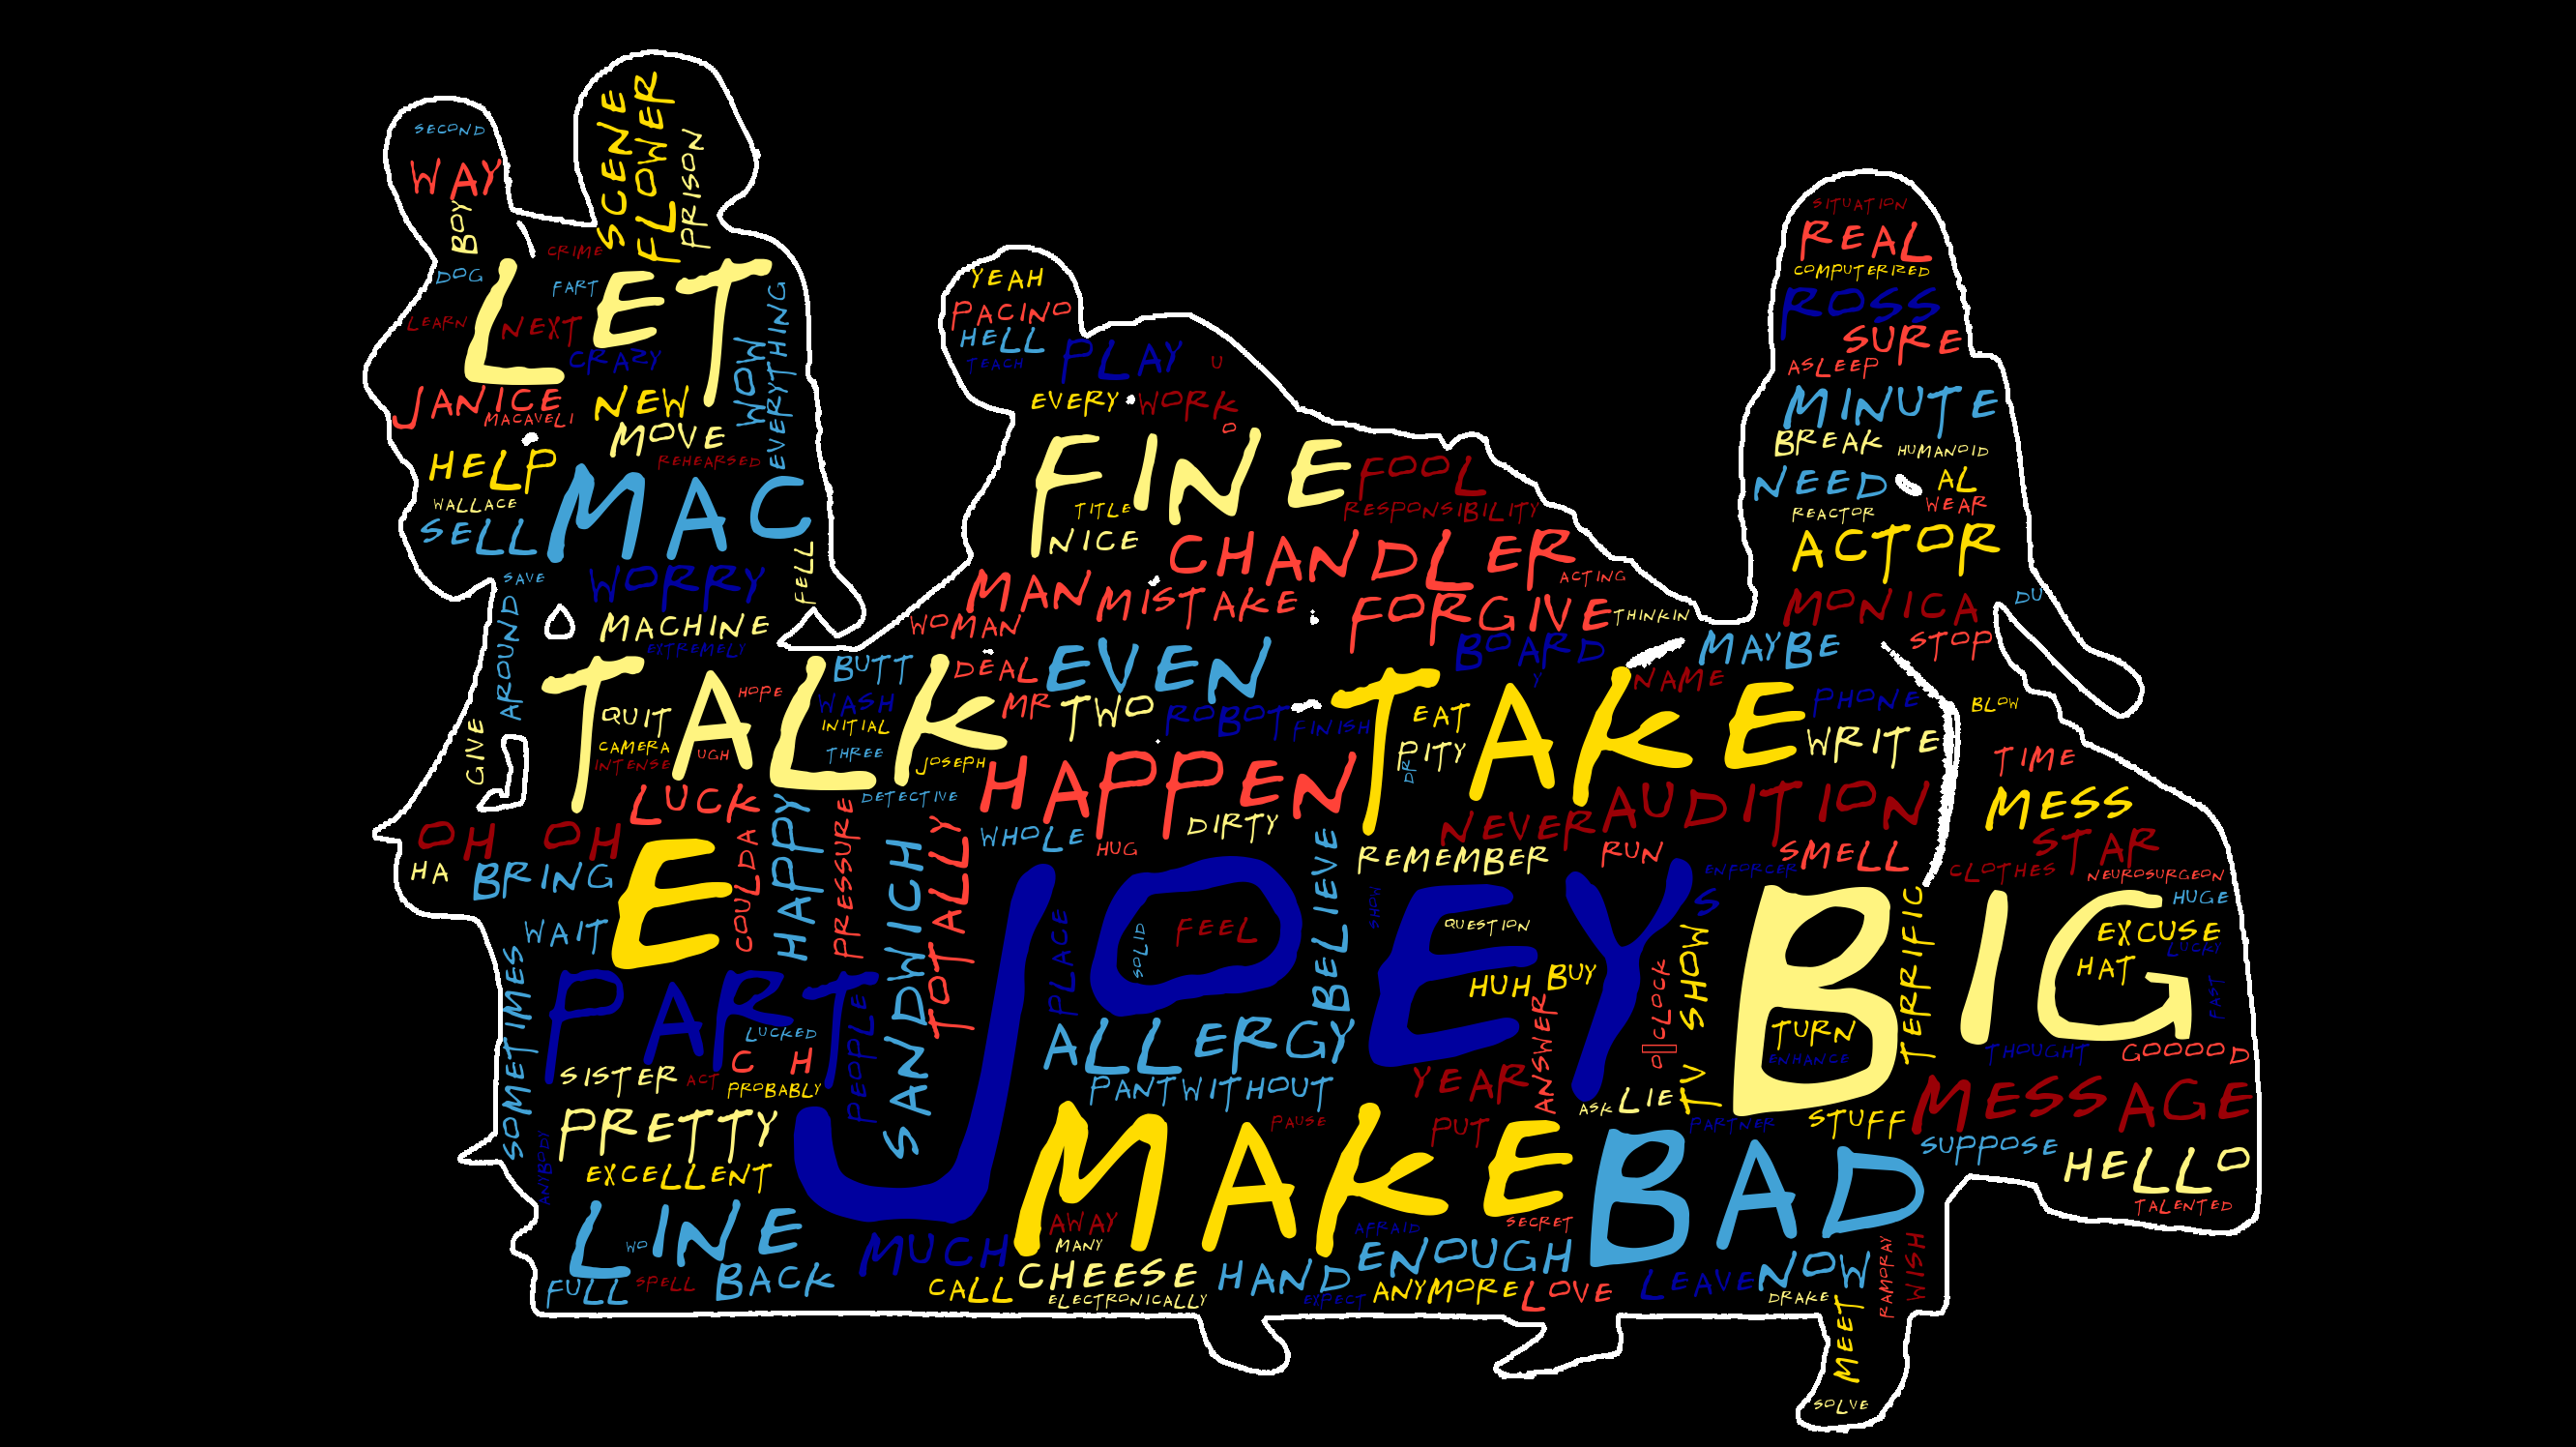 SECOND
WAY
BOY
SCENE
FLOWER
PRISON
CRIME
DOG
FART
LET
LEARN
NEXT
CRAZY
WOW
EVERYTHING
JANICE
MACAVELI
NEW
MOVE
REHEARSED
HELP
WALLACE
SELL
MAC
FELL
SAVE
WORRY
MACHINE
EXTREMELY
AROUND
GIVE
TALK
QUIT
HOPE
CAMERA
INTENSE
UGH
BUTT
WASH
INITIAL
THREE
JOSEPH
DETECTIVE
LUCK
OH OH
HA
BRING
E
COULDA
HAPPY
PRESSURE
SANDWICH
TOTALLY
WAIT
SOMETIMES
PART
LUCKED
C H
PEOPLE
SISTER
ACT
PROBABLY
PRETTY
ANYBODY
EXCELLENT
LINE
WO
FULL
SPELL
BACK
YEAH
PACINO
HELL
TEACH
PLAY
U
EVERY
WORK
O
FINE
TITLE
NICE
FOOL
RESPONSIBILITY
CHANDLER
ACTING
MAN
MISTAKE
FORGIVE
THINKIN
WOMAN
BOARD
Y
DEAL
EVEN
MR
TWO
ROBOT
FINISH
HAPPEN
WHOLE
HUG
DIRTY
TAKE
EAT
PITY
DR
NAME
NEVER
AUDITION
REMEMBER
RUN
SMELL
ENFORCER
JOEY
PLACE
SOLID
FEEL
BELIEVE
SHOW
QUESTION
HUH
BUY
S
TV SHOW
O CLOCK
ANSWER
ALLERGY
PANT
WITHOUT
YEAR
ASK
LIE
PARTNER
PAUSE
PUT
MAKE
AWAY
MANY
MUCH
CALL
CHEESE
ELECTRONICALLY
HAND
EXPECT
AFRAID
SECRET
ENOUGH
ANYMORE
LOVE
BAD
LEAVE
NOW
DRAKE
RAMORAY
WISH
MEET
SOLVE
SITUATION
REAL
COMPUTERIZED
ROSS
SURE
ASLEEP
MINUTE
BREAK
HUMANOID
NEED
AL
WEAR
REACTOR
ACTOR
MONICA
DU
MAYBE
STOP
PHONE
BLOW
WRITE
TIME
MESS
STAR
CLOTHES
NEUROSURGEON
BIG
TERRIFIC
HUGE
EXCUSE
LUCKY
HAT
FAST
TURN
ENHANCE
THOUGHT
GOOOOD
MESSAGE
STUFF
SUPPOSE
HELLO
TALENTED